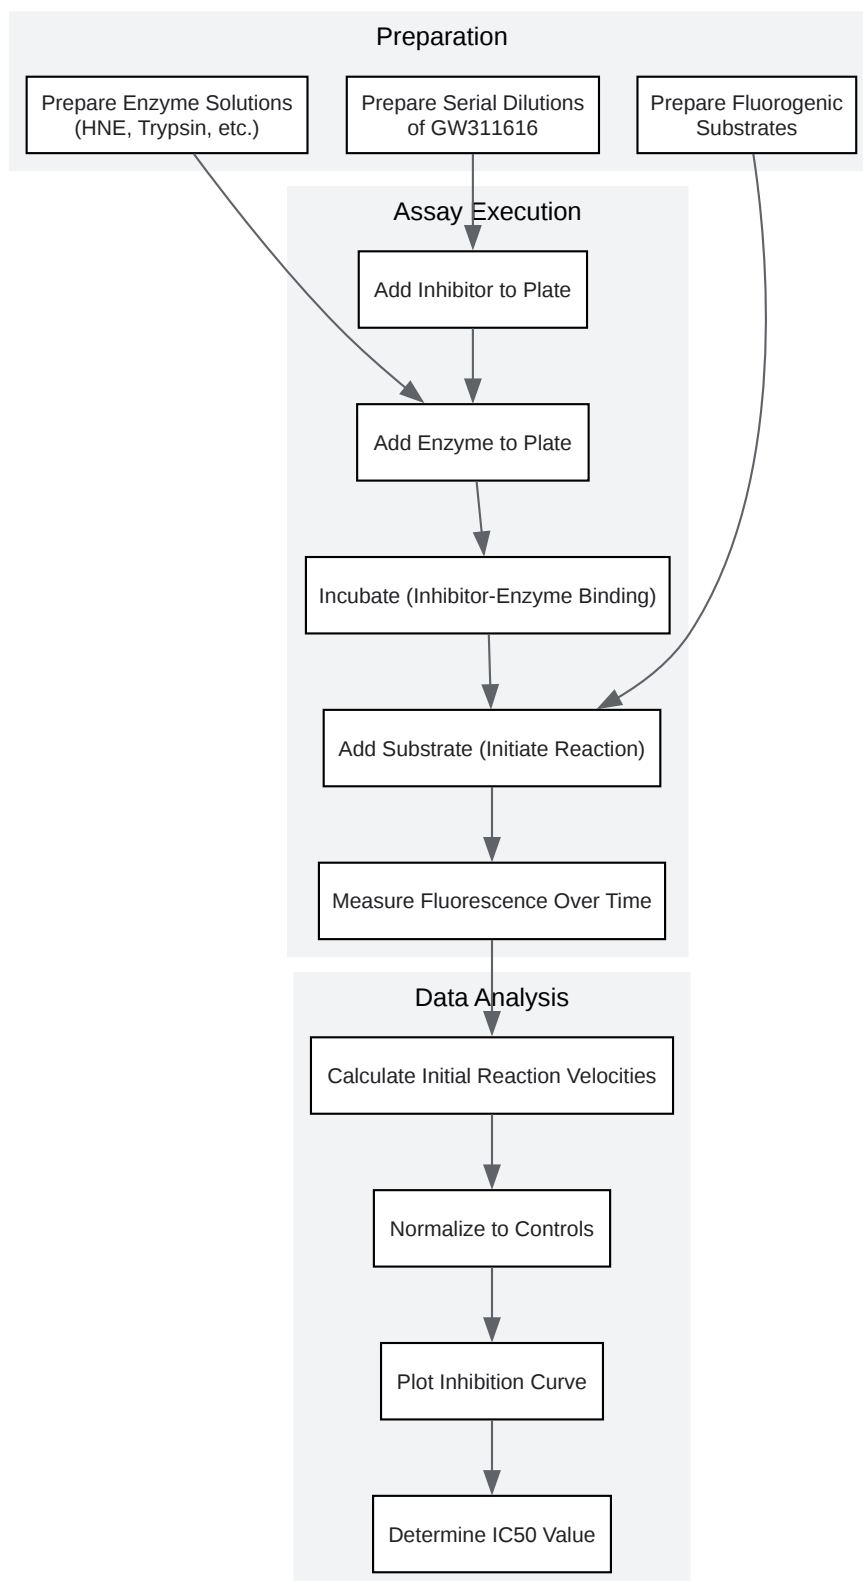 Preparation
Prepare Enzyme Solutions
(HNE, Trypsin, etc.)
Prepare Serial Dilutions
of GW311616
Prepare Fluorogenic
Substrates
Assay Execution
Add Inhibitor to Plate
Add Enzyme to Plate
Incubate (Inhibitor-Enzyme Binding)
Add Substrate (Initiate Reaction)
Measure Fluorescence Over Time
Data Analysis
Calculate Initial Reaction Velocities
Normalize to Controls
Plot Inhibition Curve
Determine IC50 Value